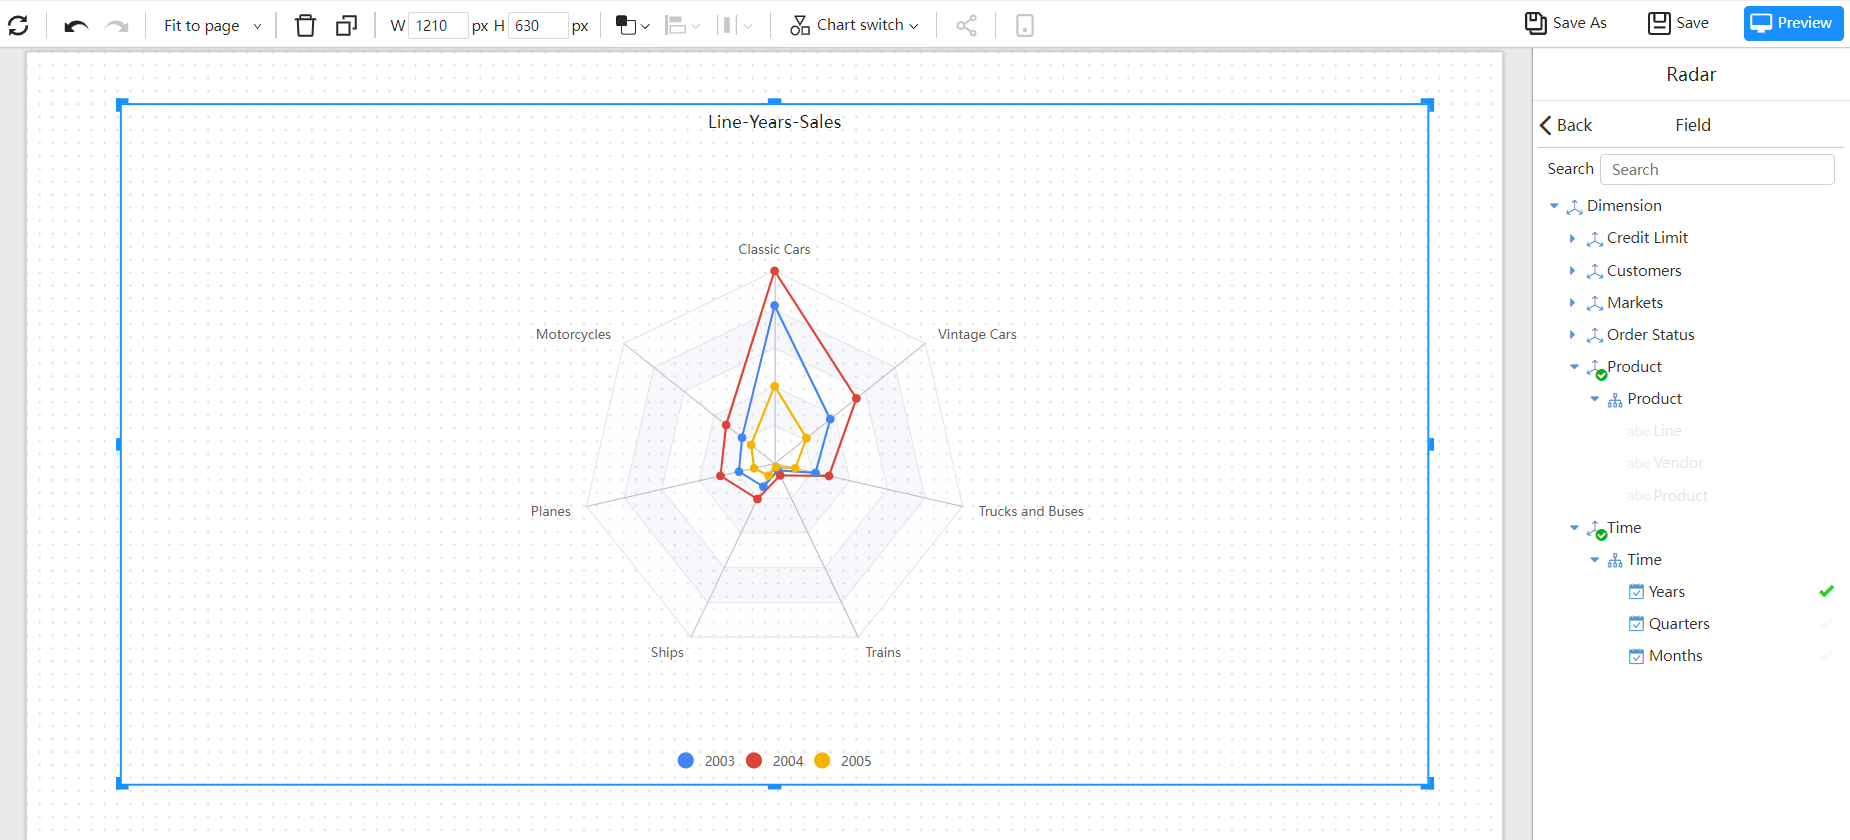 Fit to page
W 1210 px H 630 px
Chart switch
Save As
Save
Preview
Line-Years-Sales
Classic Cars
Motorcycles
Vintage Cars
Planes
Trucks and Buses
Ships
Trains
2003 2004 2005
Radar
Back
Field
Search Search
Dimension
Credit Limit
Customers
Markets
Order Status
Product
Product
abc Line
abc Vendor
abc Product
Time
Time
Years
Quarters
Months